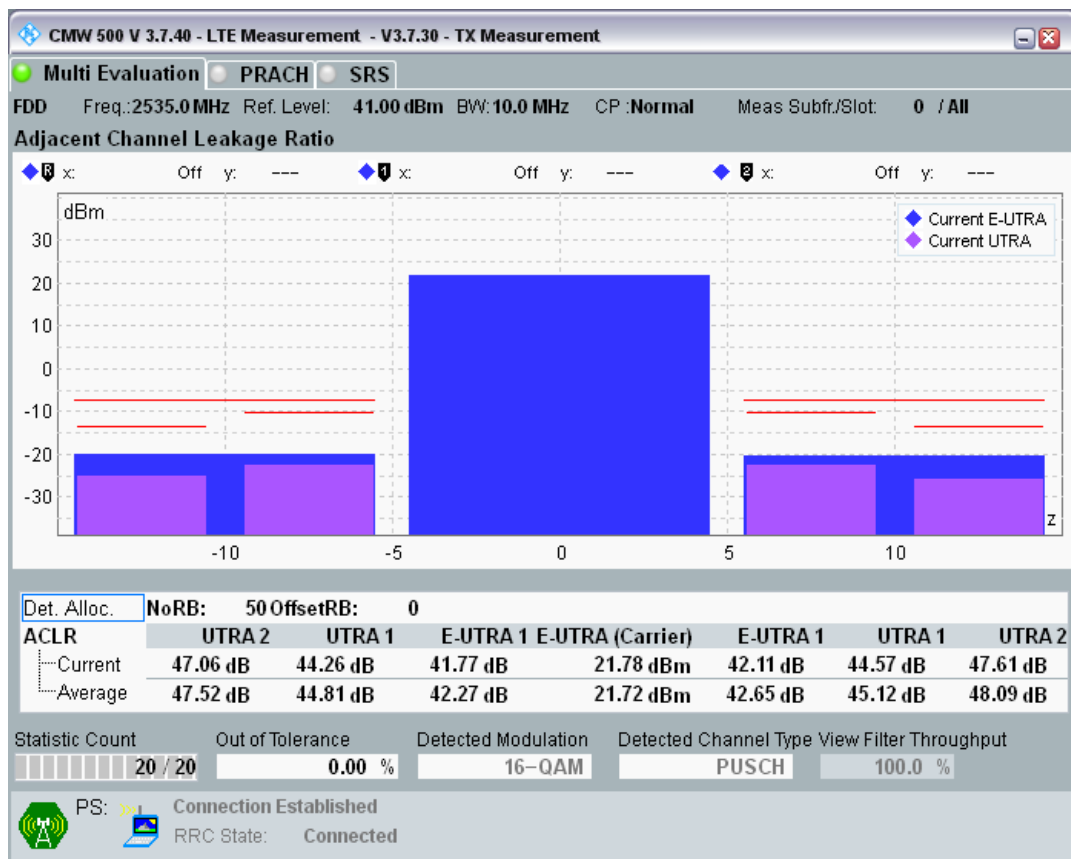 CMW 500 V 3.7.40 - LTE Measurement - V3.7.30 - TX Measurement
Multi Evaluation PRACH SRS
FDD Freq.:2535.0 MHz Ref. Level: 41.00 dBm BW: 10.0 MHz CP :Normal Meas Subfr./Slot: 0 / All
Adjacent Channel Leakage Ratio
R x: Off y: --- 1 x: Off y: --- 2 x: Off y: ---
dBm
Current E-UTRA
Current UTRA
30
20
10
0
-10
-20
-30
z
-10 -5 0 5 10
Det. Alloc. NoRB: 50 OffsetRB: 0
ACLR UTRA 2 UTRA 1 E-UTRA 1 E-UTRA (Carrier) E-UTRA 1 UTRA 1 UTRA 2
Current 47.06 dB 44.26 dB 41.77 dB 21.78 dBm 42.11 dB 44.57 dB 47.61 dB
Average 47.52 dB 44.81 dB 42.27 dB 21.72 dBm 42.65 dB 45.12 dB 48.09 dB
Statistic Count Out of Tolerance Detected Modulation Detected Channel Type View Filter Throughput
20 / 20 0.00 % 16-QAM PUSCH 100.0 %
PS: Connection Established
RRC State: Connected